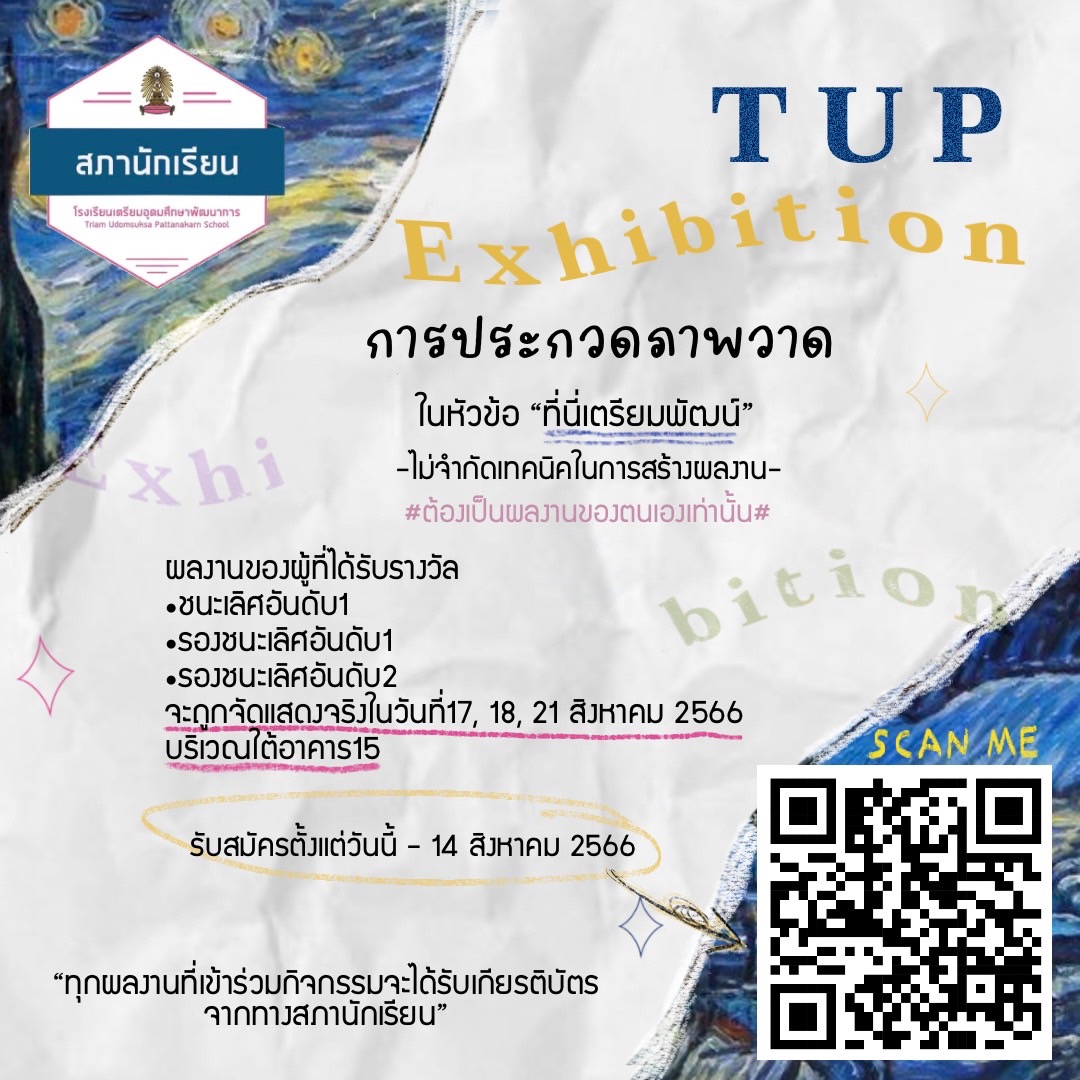 สภานักเรียน
โรงเรียนเตรียมอุดมศึกษาพัฒนาการ
Triam Udomsuksa Pattanakarn School
TUP
Exhibition
การประกวดภาพวาด
ในหัวข้อ “ที่นี่เตรียมพัฒน์”
-ไม่จำกัดเทคนิคในการสร้างผลงาน-
#ต้องเป็นผลงานของตนเองเท่านั้น#
Exhi
bition
ผลงานของผู้ที่ได้รับรางวัล
•ชนะเลิศอันดับ1
•รองชนะเลิศอันดับ1
•รองชนะเลิศอันดับ2
จะถูกจัดแสดงจริงในวันที่17, 18, 21 สิงหาคม 2566
บริเวณใต้อาคาร15
SCAN ME
รับสมัครตั้งแต่วันนี้ - 14 สิงหาคม 2566
“ทุกผลงานที่เข้าร่วมกิจกรรมจะได้รับเกียรติบัตร
จากทางสภานักเรียน”